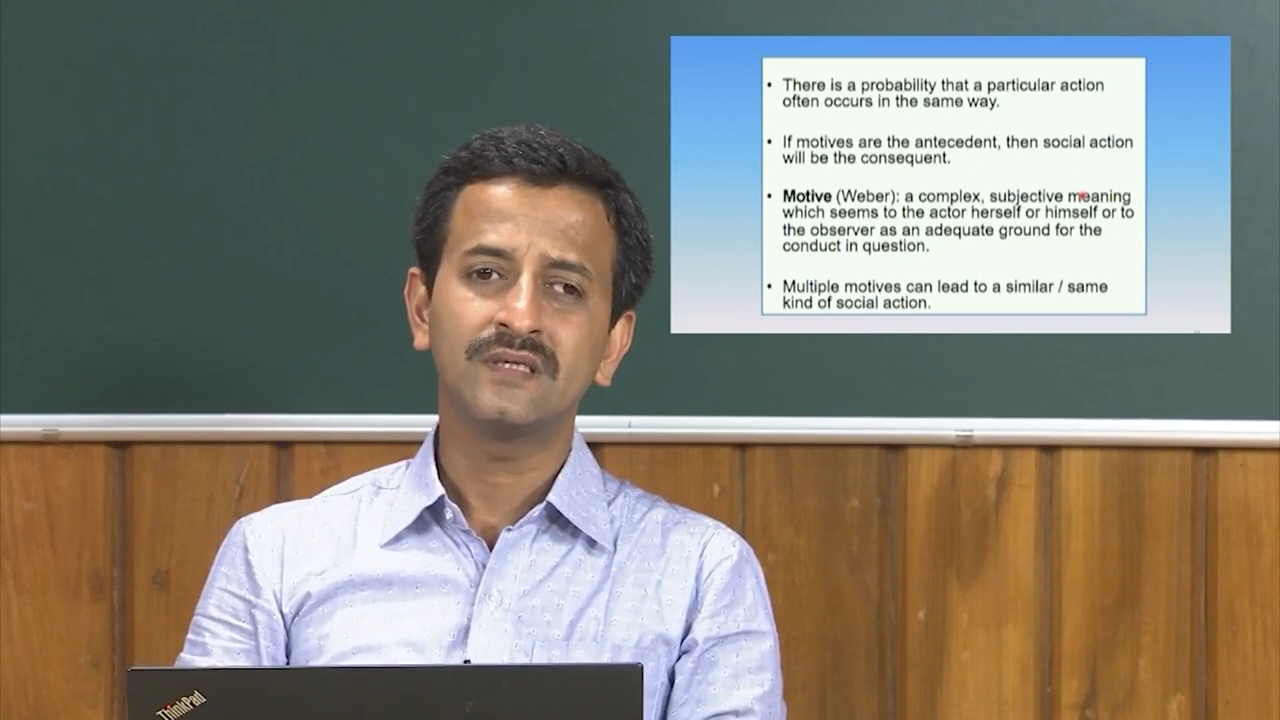 • There is a probability that a particular action
often occurs in the same way.
• If motives are the antecedent, then social action
will be the consequent.
• Motive (Weber): a complex, subjective meaning
which seems to the actor herself or himself or to
the observer as an adequate ground for the
conduct in question.
• Multiple motives can lead to a similar / same
kind of social action.
ThinkPad